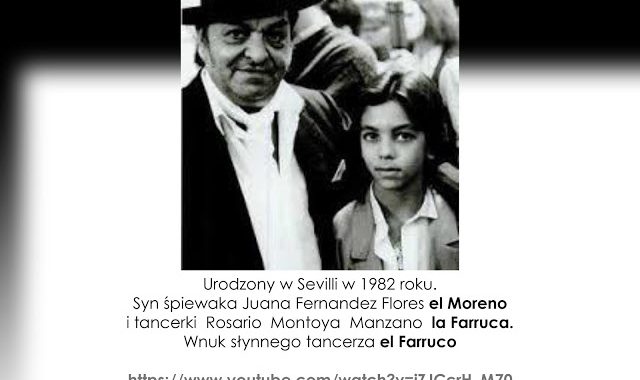 Urodzony w Sevilli w 1982 roku.
Syn śpiewaka Juana Fernandez Flores el Moreno
i tancerki Rosario Montoya Manzano la Farruca.
Wnuk słynnego tancerza el Farruco